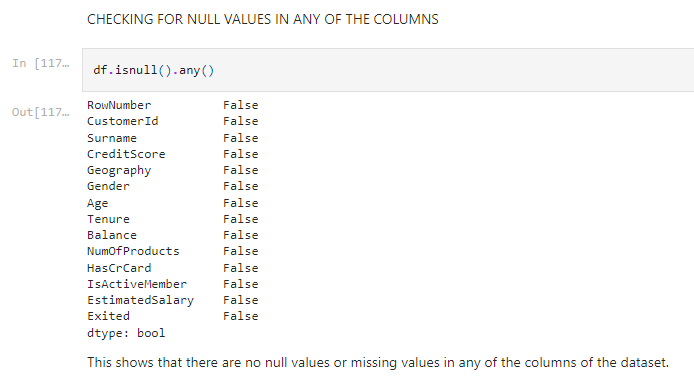 CHECKING FOR NULL VALUES IN ANY OF THE COLUMNS
In [117…
df.isnull().any()
Out[117…
RowNumber False
CustomerId False
Surname False
CreditScore False
Geography False
Gender False
Age False
Tenure False
Balance False
NumOfProducts False
HasCrCard False
IsActiveMember False
EstimatedSalary False
Exited False
dtype: bool
This shows that there are no null values or missing values in any of the columns of the dataset.